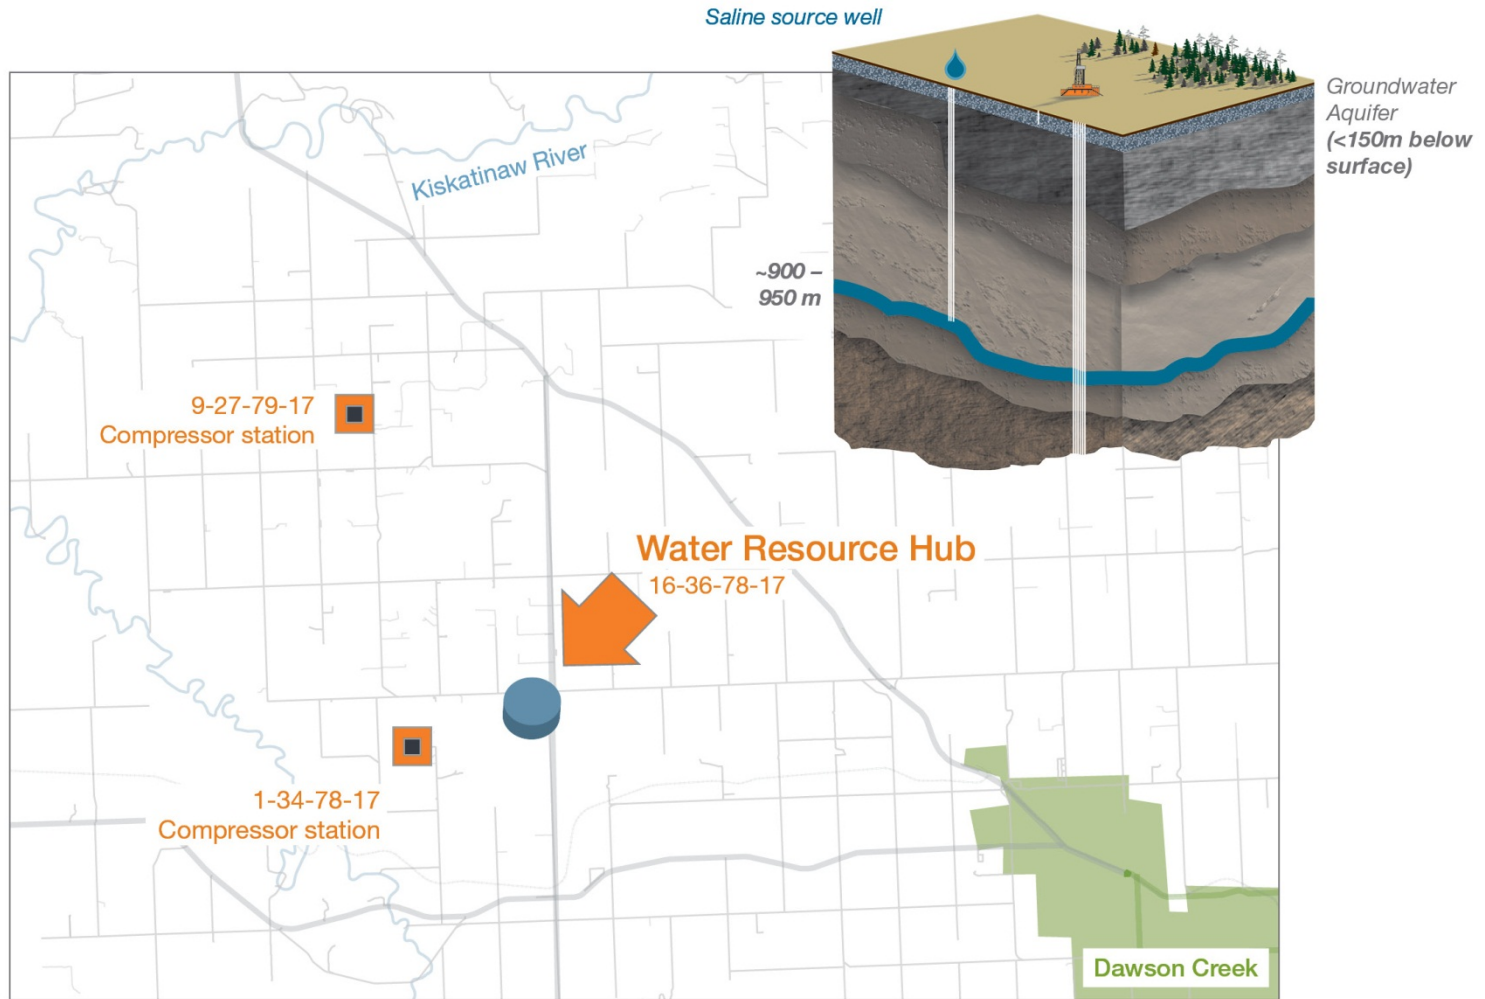 Saline source well
Groundwater
Aquifer
(<150m below
surface)
Kiskatinaw River
~900 –
950 m
9-27-79-17
Compressor station
Water Resource Hub
16-36-78-17
1-34-78-17
Compressor station
Dawson Creek